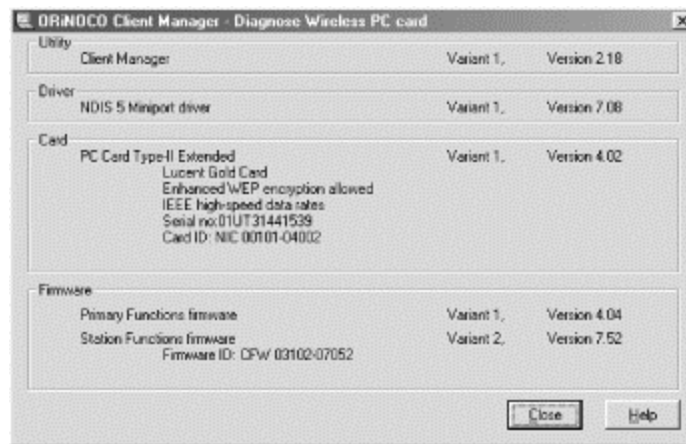 ORiNOCO Client Manager - Diagnose Wireless PC card
Utility
Client Manager Variant 1, Version 2.18
Driver
NDIS 5 Miniport driver Variant 1, Version 7.08
Card
PC Card Type-II Extended Variant 1, Version 4.02
Lucent Gold Card
Enhanced WEP encryption allowed
IEEE high-speed data rates
Serial no:01UT31441539
Card ID: NIC 00101-04002
Firmware
Primary Functions firmware Variant 1, Version 4.04
Station Functions firmware Variant 2, Version 7.52
Firmware ID: CFW 03102-07052
Close Help